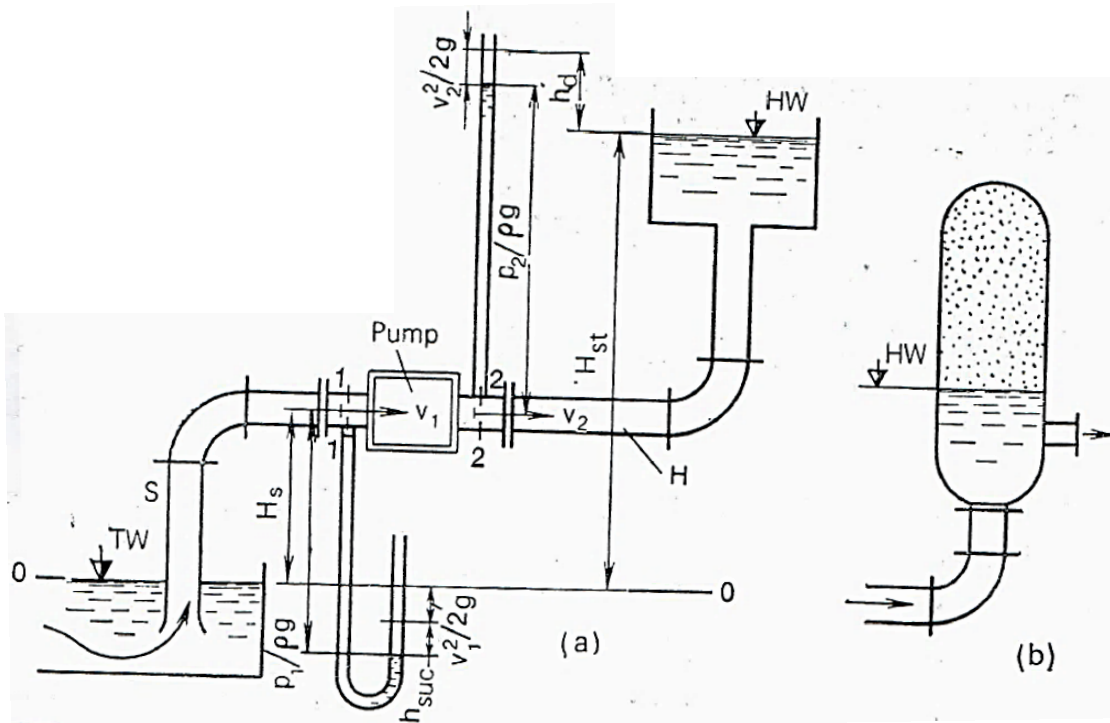 v₂²/2g
h_d
HW
p₂/ρg
H_st
Pump
HW
1
2
v₁
v₂
1
2
H
S
H_s
TW
0
0
v₁²/2g
(a)
p₁/ρg
h_suc
(b)